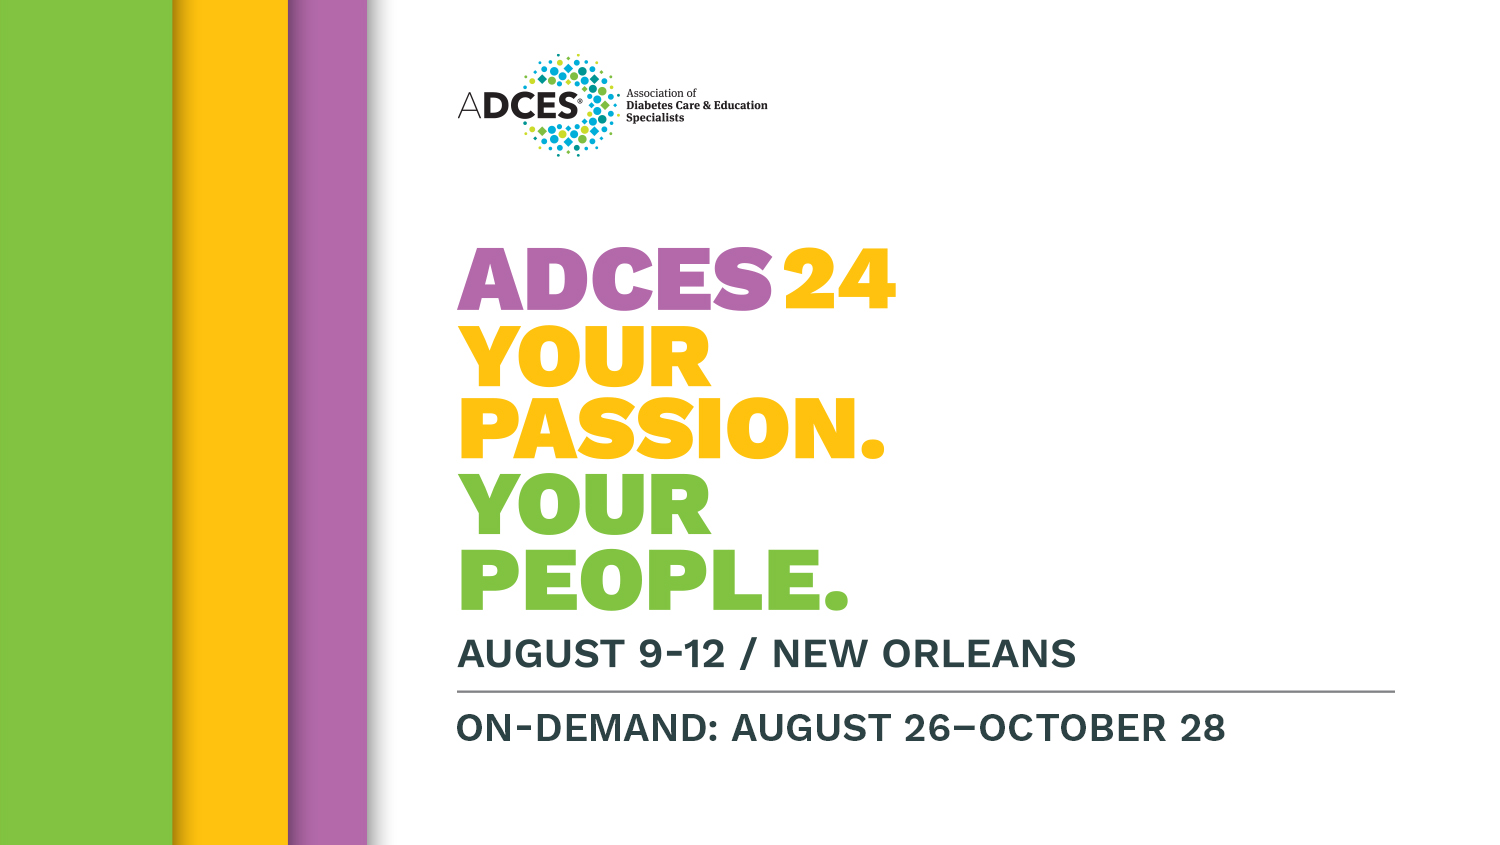 ADCES®
Association of
Diabetes Care & Education
Specialists
ADCES24
YOUR
PASSION.
YOUR
PEOPLE.
AUGUST 9-12 / NEW ORLEANS
ON-DEMAND: AUGUST 26–OCTOBER 28